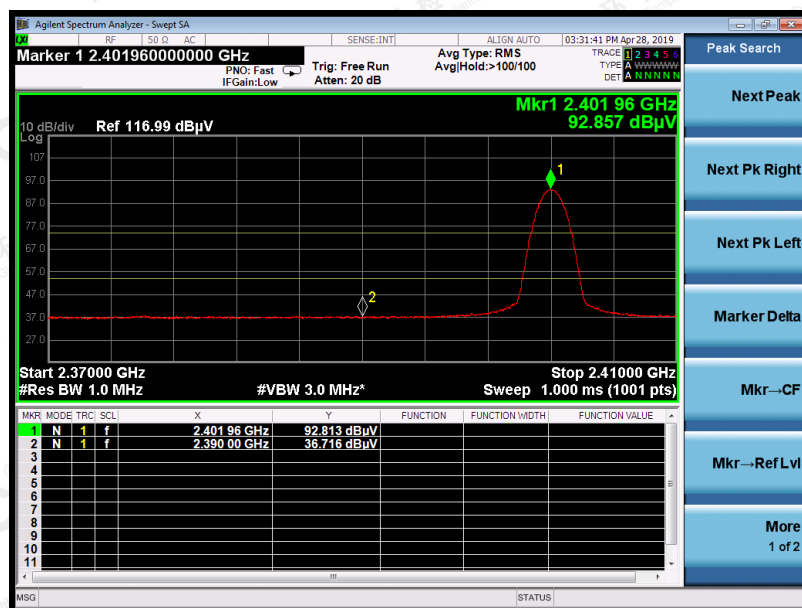 Agilent Spectrum Analyzer - Swept SA
LXI RF 50 Ω AC SENSE:INT ALIGN AUTO 03:31:41 PM Apr 28, 2019
Marker 1 2.401960000000 GHz
PNO: Fast
IFGain:Low
Trig: Free Run
Atten: 20 dB
Avg Type: RMS
Avg|Hold:>100/100
TRACE 1 2 3 4 5 6
TYPE A WWWWW
DET A N N N N N
Peak Search
Next Peak
Next Pk Right
Next Pk Left
Marker Delta
Mkr→CF
Mkr→Ref Lvl
More
1 of 2
Mkr1 2.401 96 GHz
92.857 dBµV
10 dB/div Ref 116.99 dBµV
Log
107
97.0
87.0
77.0
67.0
57.0
47.0
37.0
27.0
1
2
Start 2.37000 GHz Stop 2.41000 GHz
#Res BW 1.0 MHz #VBW 3.0 MHz* Sweep 1.000 ms (1001 pts)
MKR MODE TRC SCL X Y FUNCTION FUNCTION WIDTH FUNCTION VALUE
1 N 1 f 2.401 96 GHz 92.813 dBµV
2 N 1 f 2.390 00 GHz 36.716 dBµV
3
4
5
6
7
8
9
10
11
MSG STATUS